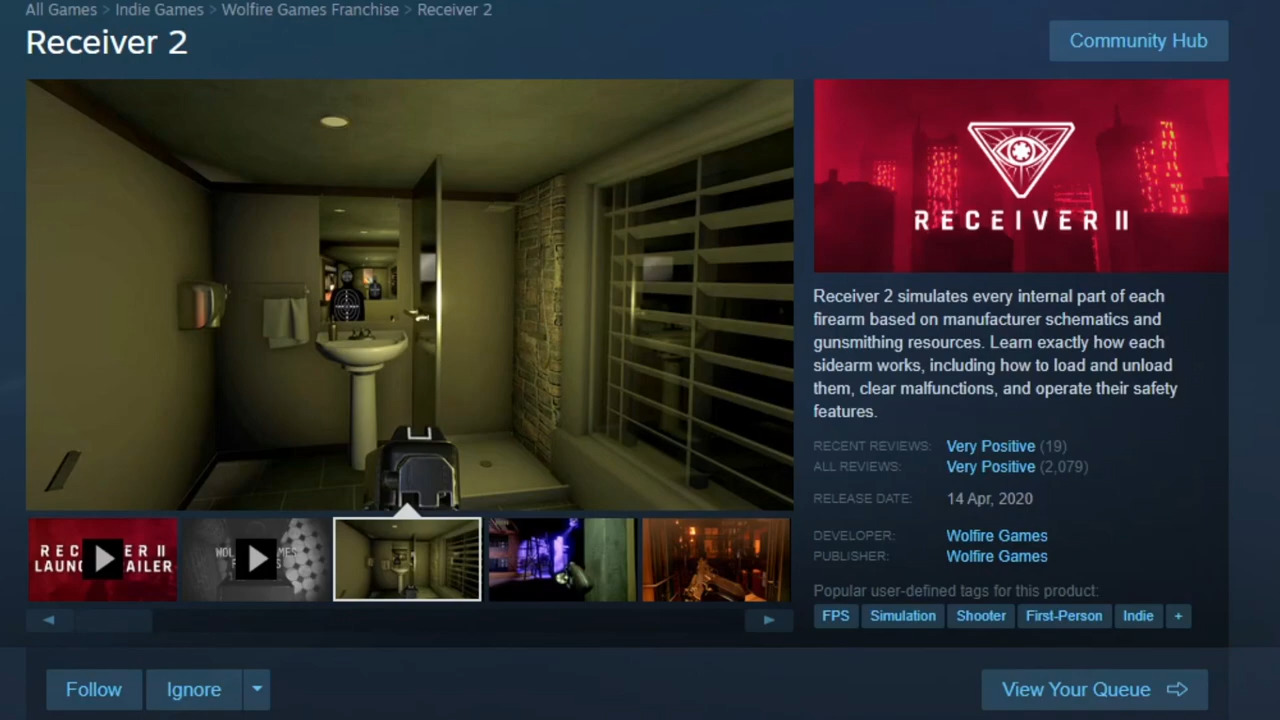 All Games > Indie Games > Wolfire Games Franchise > Receiver 2
Receiver 2
Community Hub
RECEIVER II
Receiver 2 simulates every internal part of each
firearm based on manufacturer schematics and
gunsmithing resources. Learn exactly how each
sidearm works, including how to load and unload
them, clear malfunctions, and operate their safety
features.
RECENT REVIEWS: Very Positive (19)
ALL REVIEWS: Very Positive (2,079)
RELEASE DATE: 14 Apr, 2020
DEVELOPER: Wolfire Games
PUBLISHER: Wolfire Games
Popular user-defined tags for this product:
FPS Simulation Shooter First-Person Indie +
Follow Ignore
View Your Queue